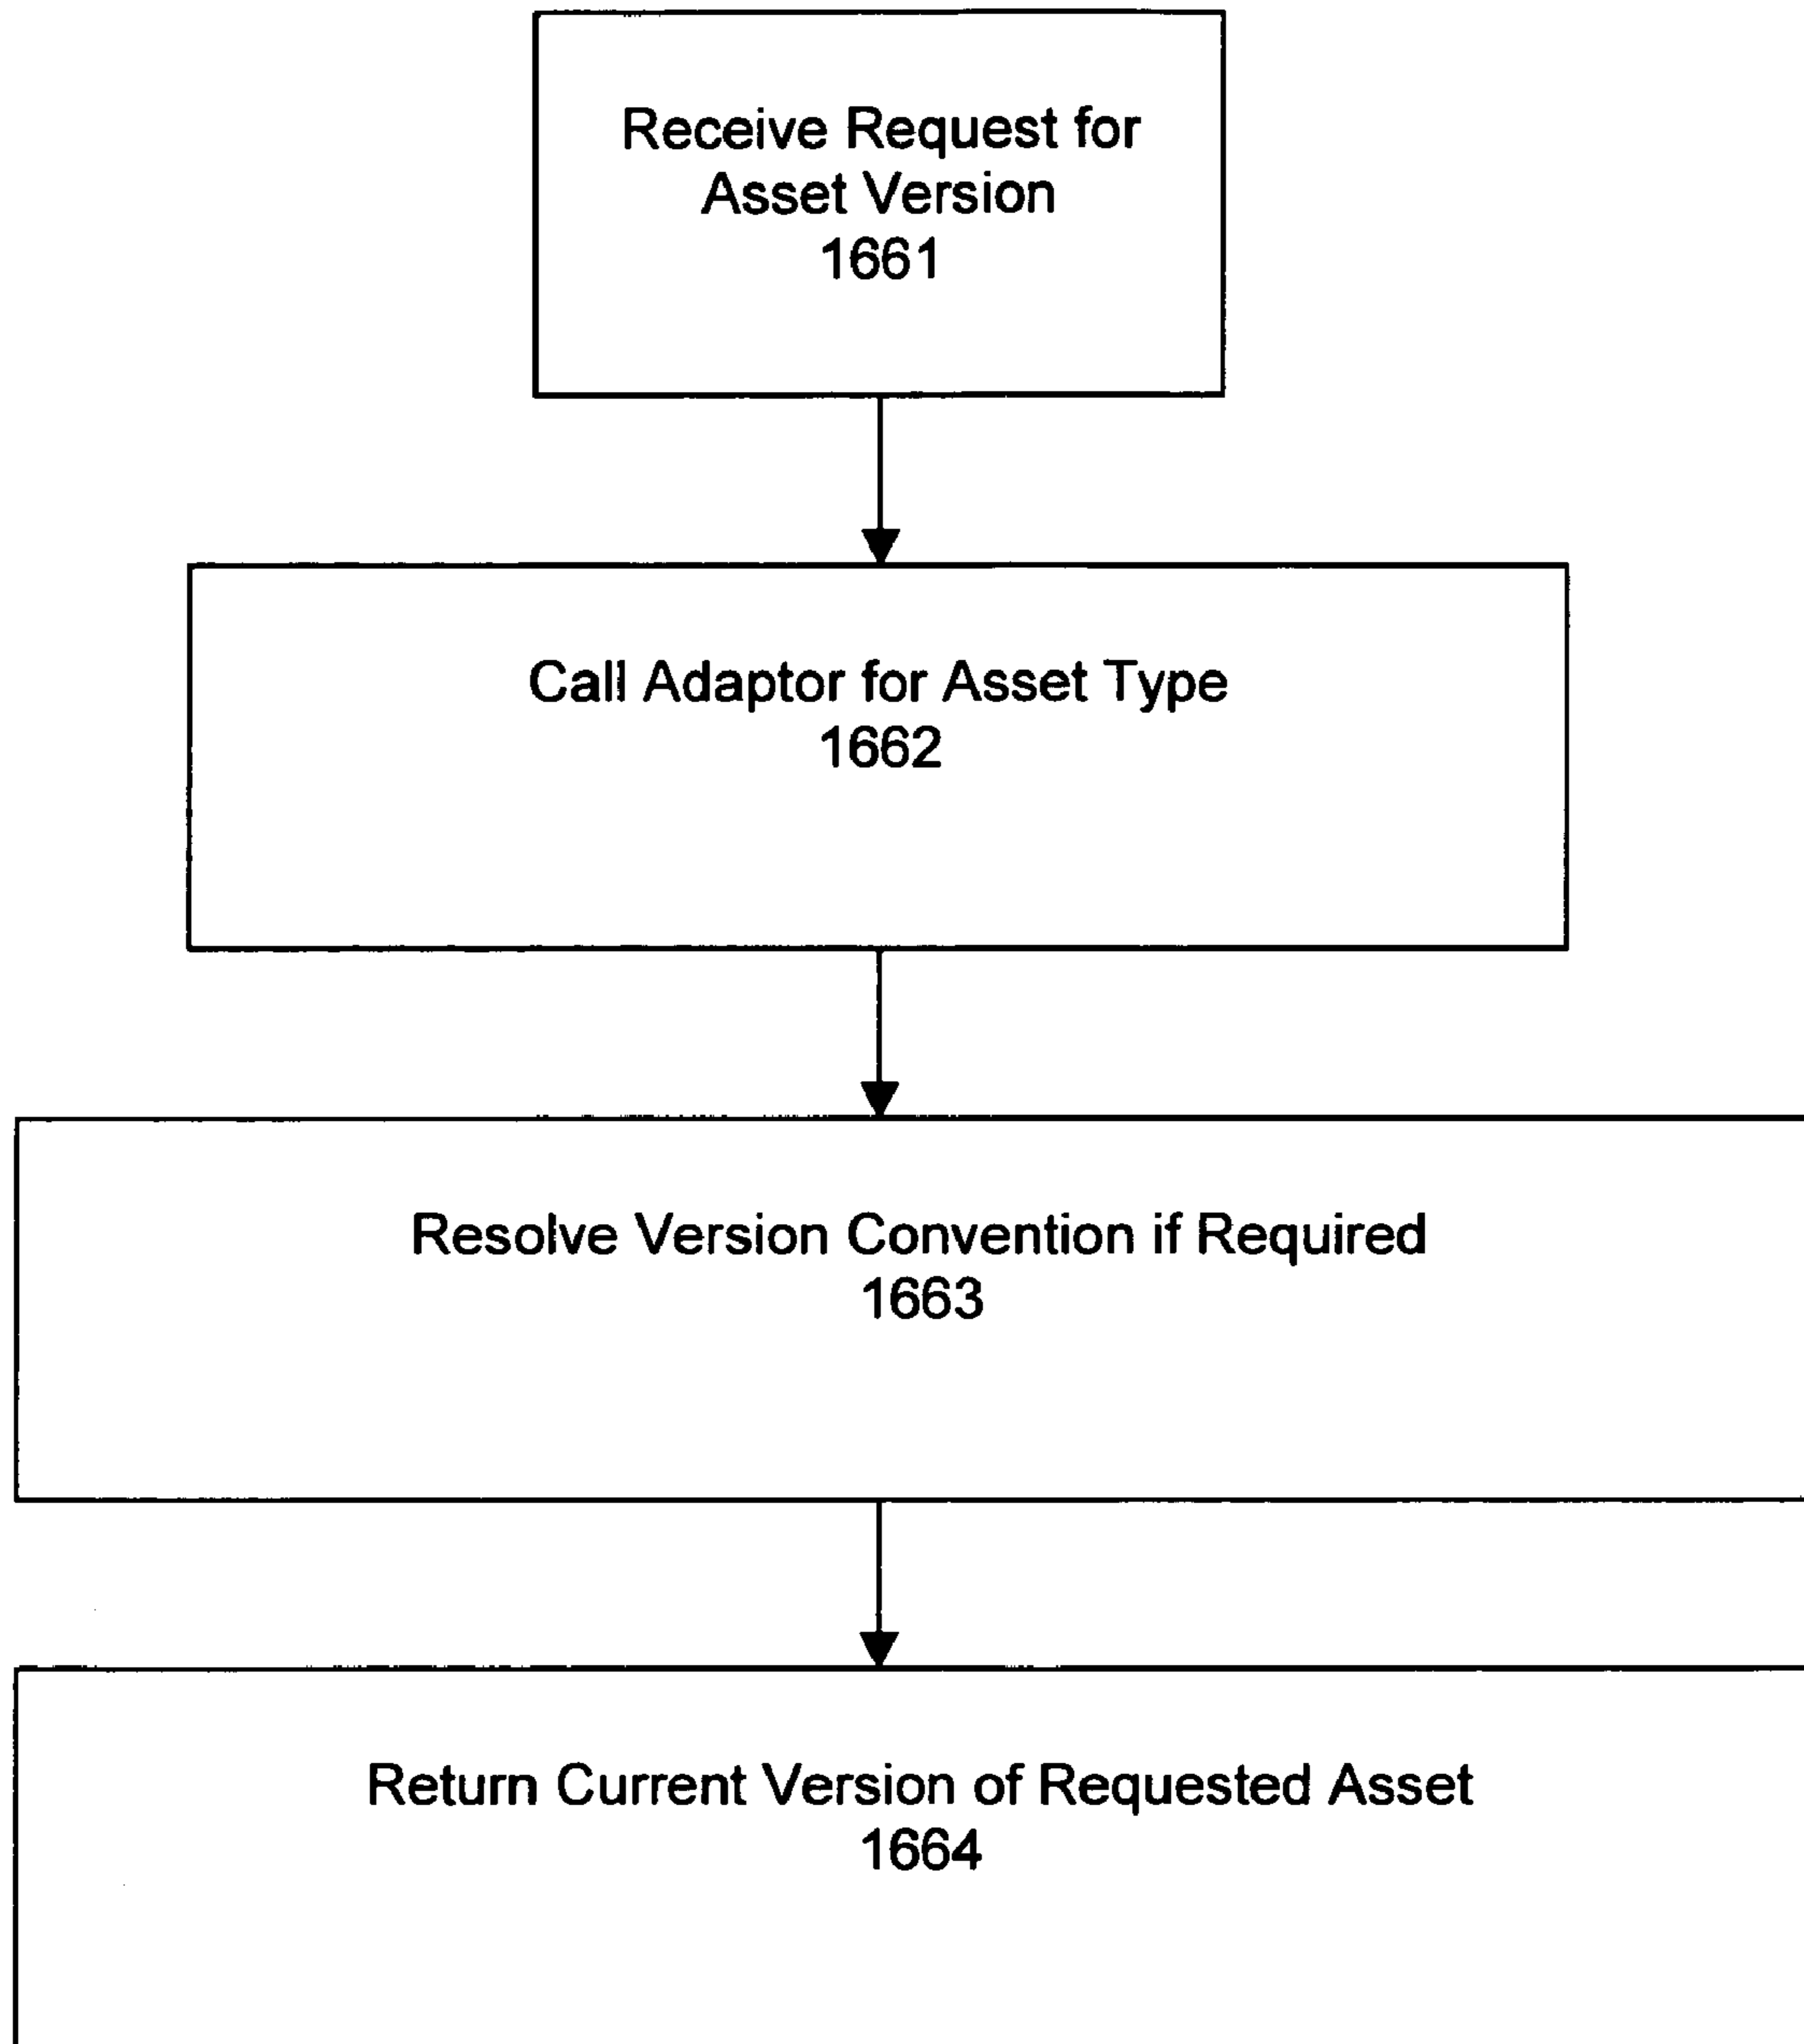 Receive Request for
Asset Version
1661
Call Adaptor for Asset Type
1662
Resolve Version Convention if Required
1663
Return Current Version of Requested Asset
1664